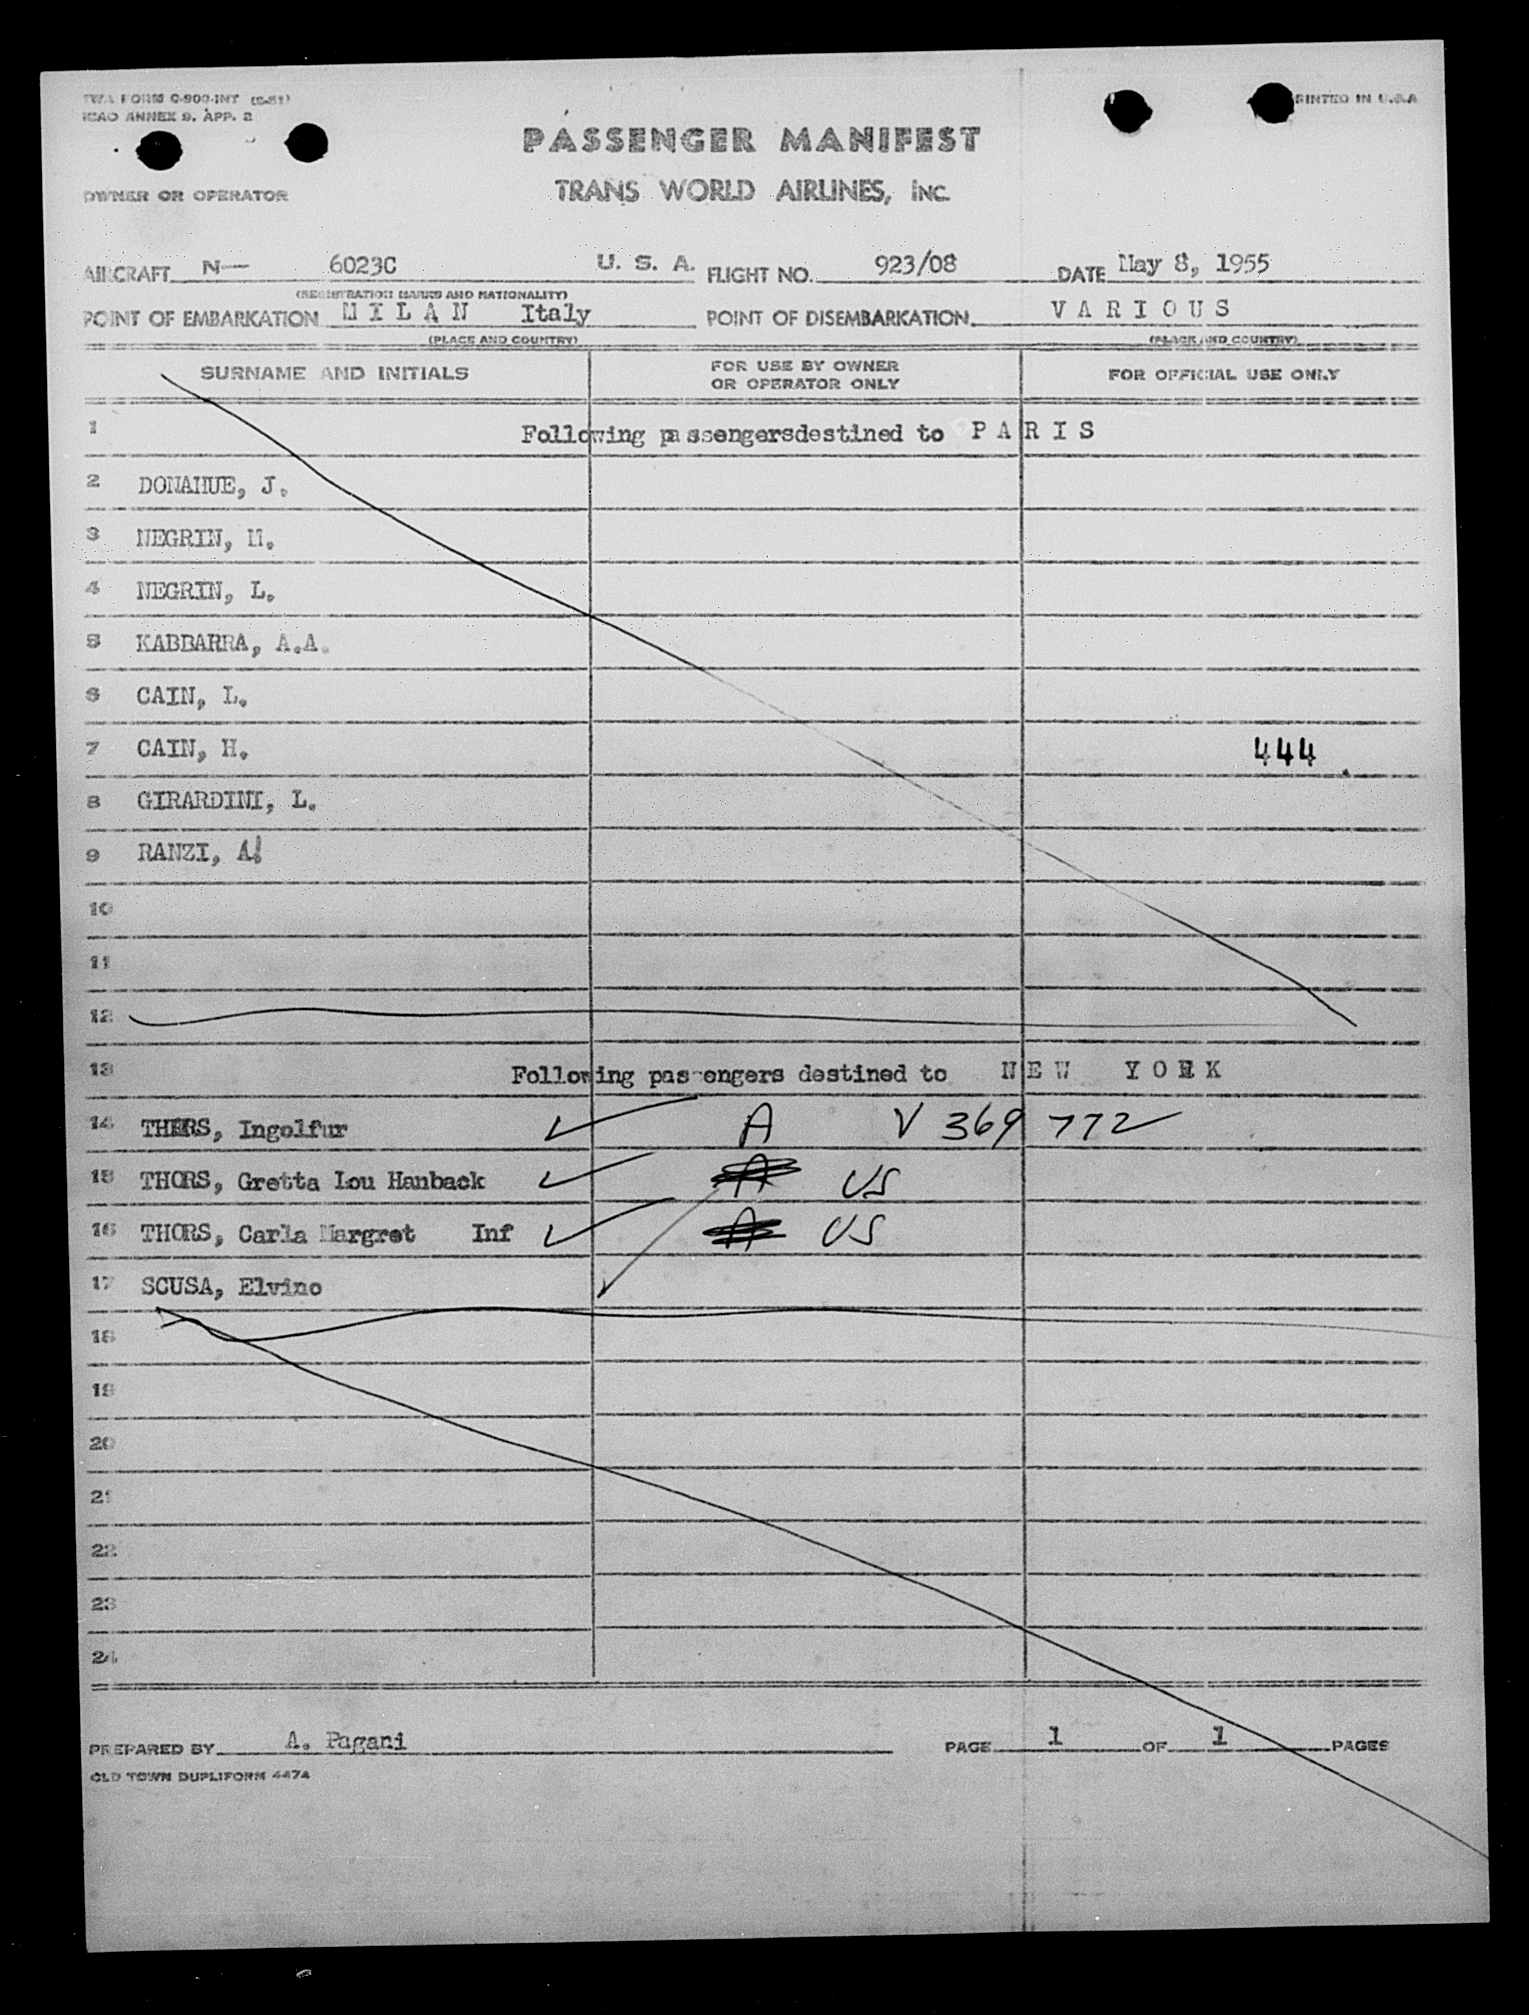 TWA FORM O-900-INT (5-51)
ICAO ANNEX 9. APP. 2
PRINTED IN U.S.A
PASSENGER MANIFEST
TRANS WORLD AIRLINES, INC.
OWNER OR OPERATOR
AIRCRAFT N— 6023C U. S. A. FLIGHT NO. 923/08 DATE May 8, 1955
(REGISTRATION MARKS AND NATIONALITY)
POINT OF EMBARKATION M I L A N Italy POINT OF DISEMBARKATION V A R I O U S
(PLACE AND COUNTRY) (PLACE AND COUNTRY)
SURNAME AND INITIALS FOR USE BY OWNER OR OPERATOR ONLY FOR OFFICIAL USE ONLY
1 Following passengersdestined to P A R I S
2 DONAHUE, J.
3 NEGRIN, M.
4 NEGRIN, L.
5 KABBARRA, A.A.
6 CAIN, L.
7 CAIN, H. 444
8 GIRARDINI, L.
9 RANZI, A.
10
11
12
13 Following passengers destined to N E W Y O R K
14 THORS, Ingolfur A V 369 772
15 THORS, Gretta Lou Hanback A US
16 THORS, Carla Margret Inf A US
17 SCUSA, Elvino
18
19
20
21
22
23
24
PREPARED BY A. Pagani PAGE 1 OF 1 PAGES
OLD TOWN DUPLIFORM 4474